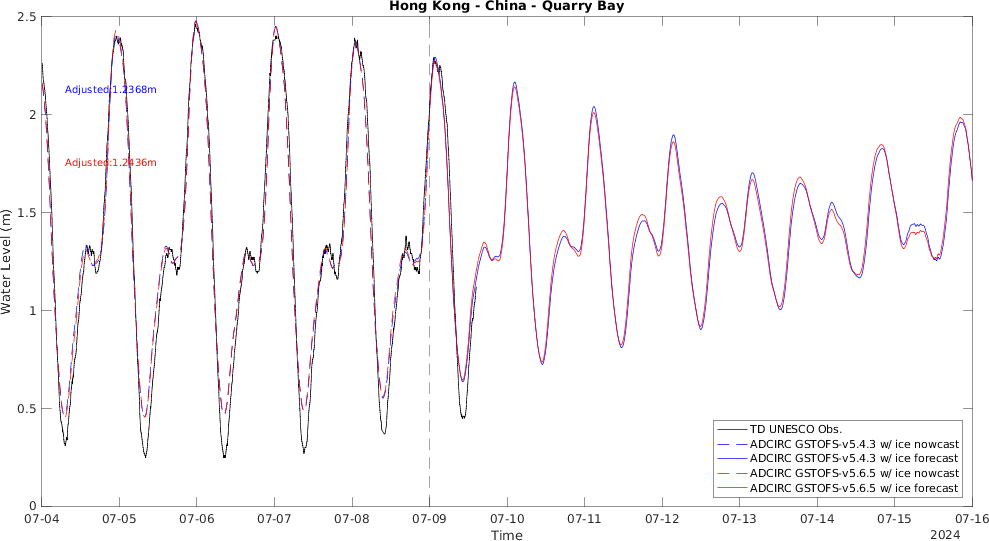 Hong Kong - China - Quarry Bay
2.5
2
1.5
1
0.5
0
Water Level (m)
Adjusted:1.2368m
Adjusted:1.2436m
TD UNESCO Obs.
ADCIRC GSTOFS-v5.4.3 w/ ice nowcast
ADCIRC GSTOFS-v5.4.3 w/ ice forecast
ADCIRC GSTOFS-v5.6.5 w/ ice nowcast
ADCIRC GSTOFS-v5.6.5 w/ ice forecast
07-04 07-05 07-06 07-07 07-08 07-09 07-10 07-11 07-12 07-13 07-14 07-15 07-16
Time
2024